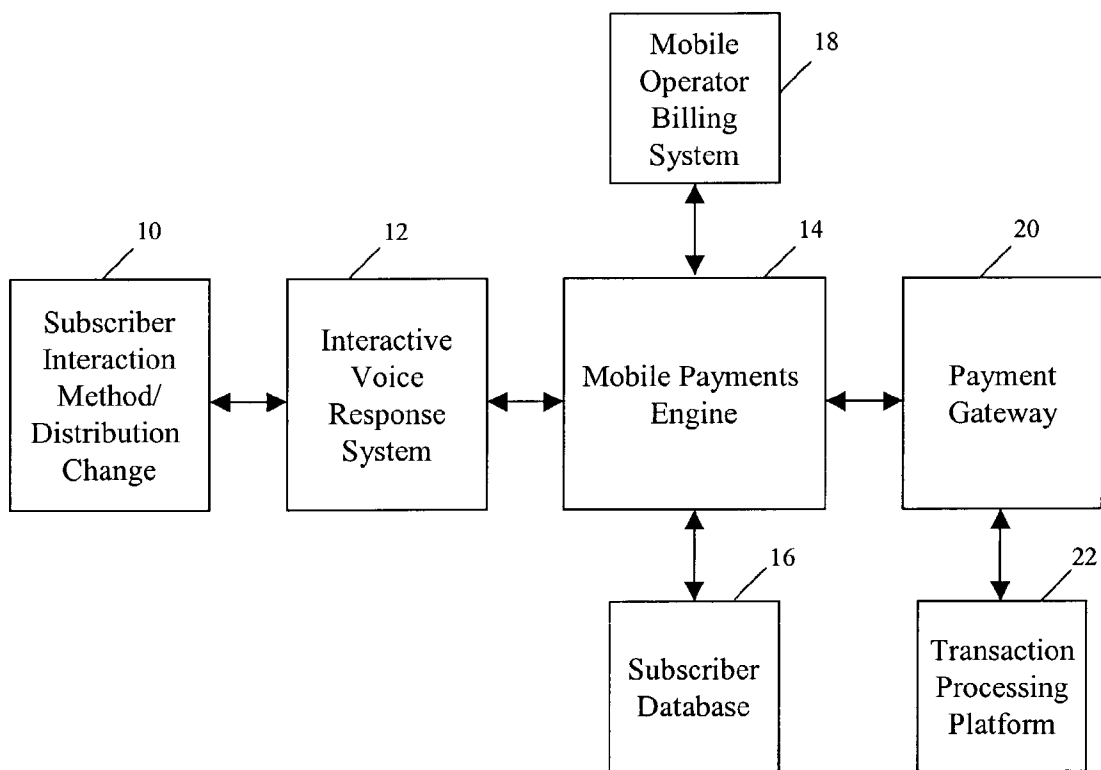 18
Mobile
Operator
Billing
System
10
Subscriber
Interaction
Method/
Distribution
Change
12
Interactive
Voice
Response
System
14
Mobile Payments
Engine
20
Payment
Gateway
16
Subscriber
Database
22
Transaction
Processing
Platform